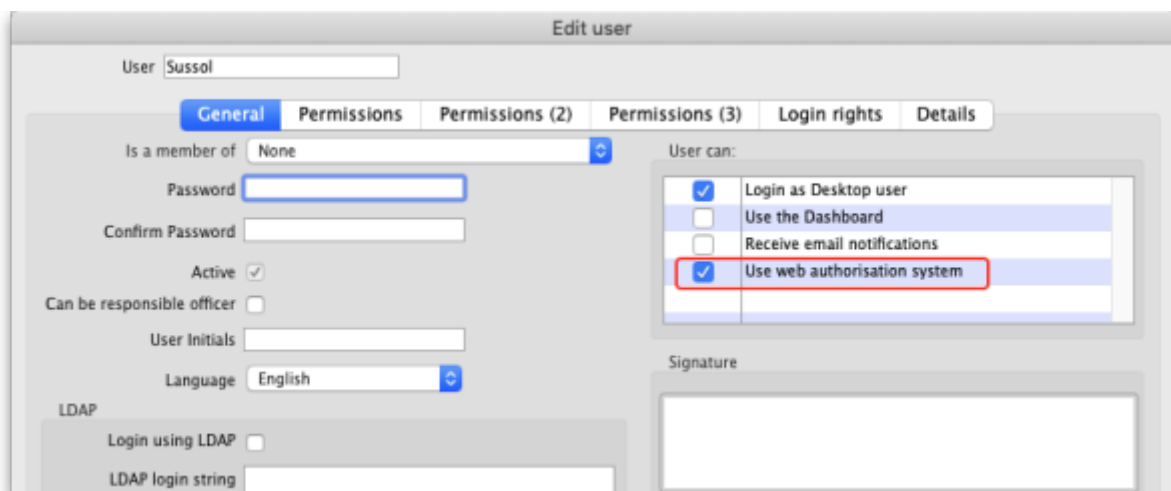 Edit user
User Sussol
General Permissions Permissions (2) Permissions (3) Login rights Details
Is a member of None
Password
Confirm Password
Active
Can be responsible officer
User Initials
Language English
LDAP
Login using LDAP
LDAP login string
User can:
Login as Desktop user
Use the Dashboard
Receive email notifications
Use web authorisation system
Signature